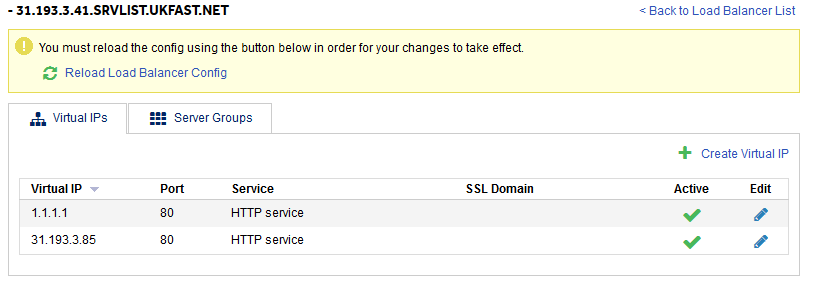 - 31.193.3.41.SRVLIST.UKFAST.NET
< Back to Load Balancer List
You must reload the config using the button below in order for your changes to take effect.
Reload Load Balancer Config
Virtual IPs Server Groups
Create Virtual IP
Virtual IP Port Service SSL Domain Active Edit
1.1.1.1 80 HTTP service
31.193.3.85 80 HTTP service